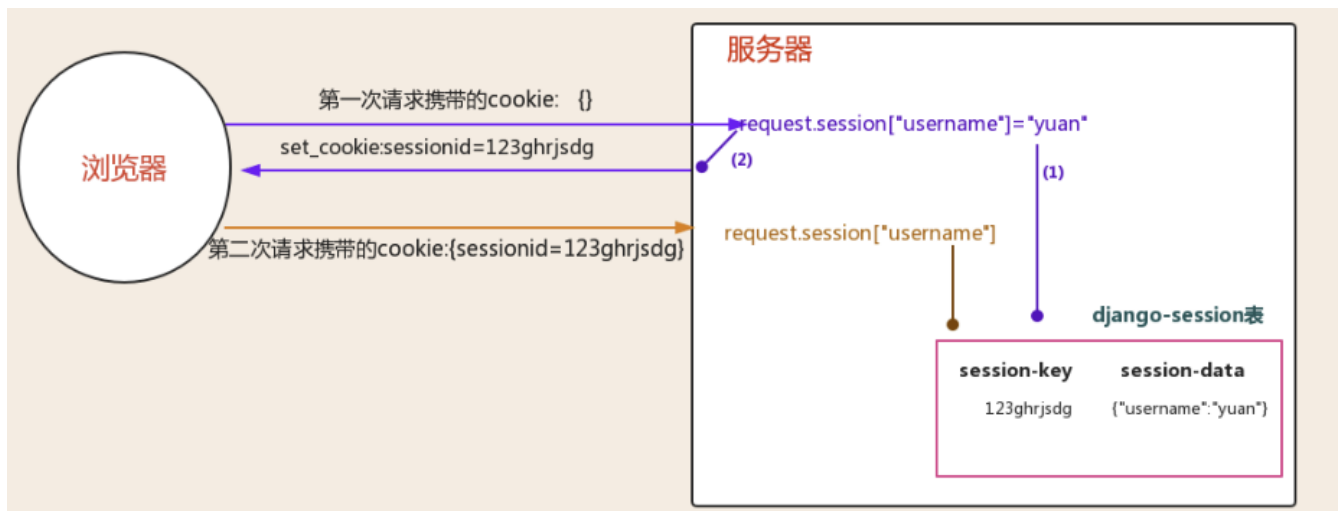 服务器
第一次请求携带的cookie: {}
request.session["username"]="yuan"
set_cookie:sessionid=123ghrjsdg
(2)
(1)
浏览器
request.session["username"]
第二次请求携带的cookie:{sessionid=123ghrjsdg}
django-session表
session-key session-data
123ghrjsdg {"username":"yuan"}